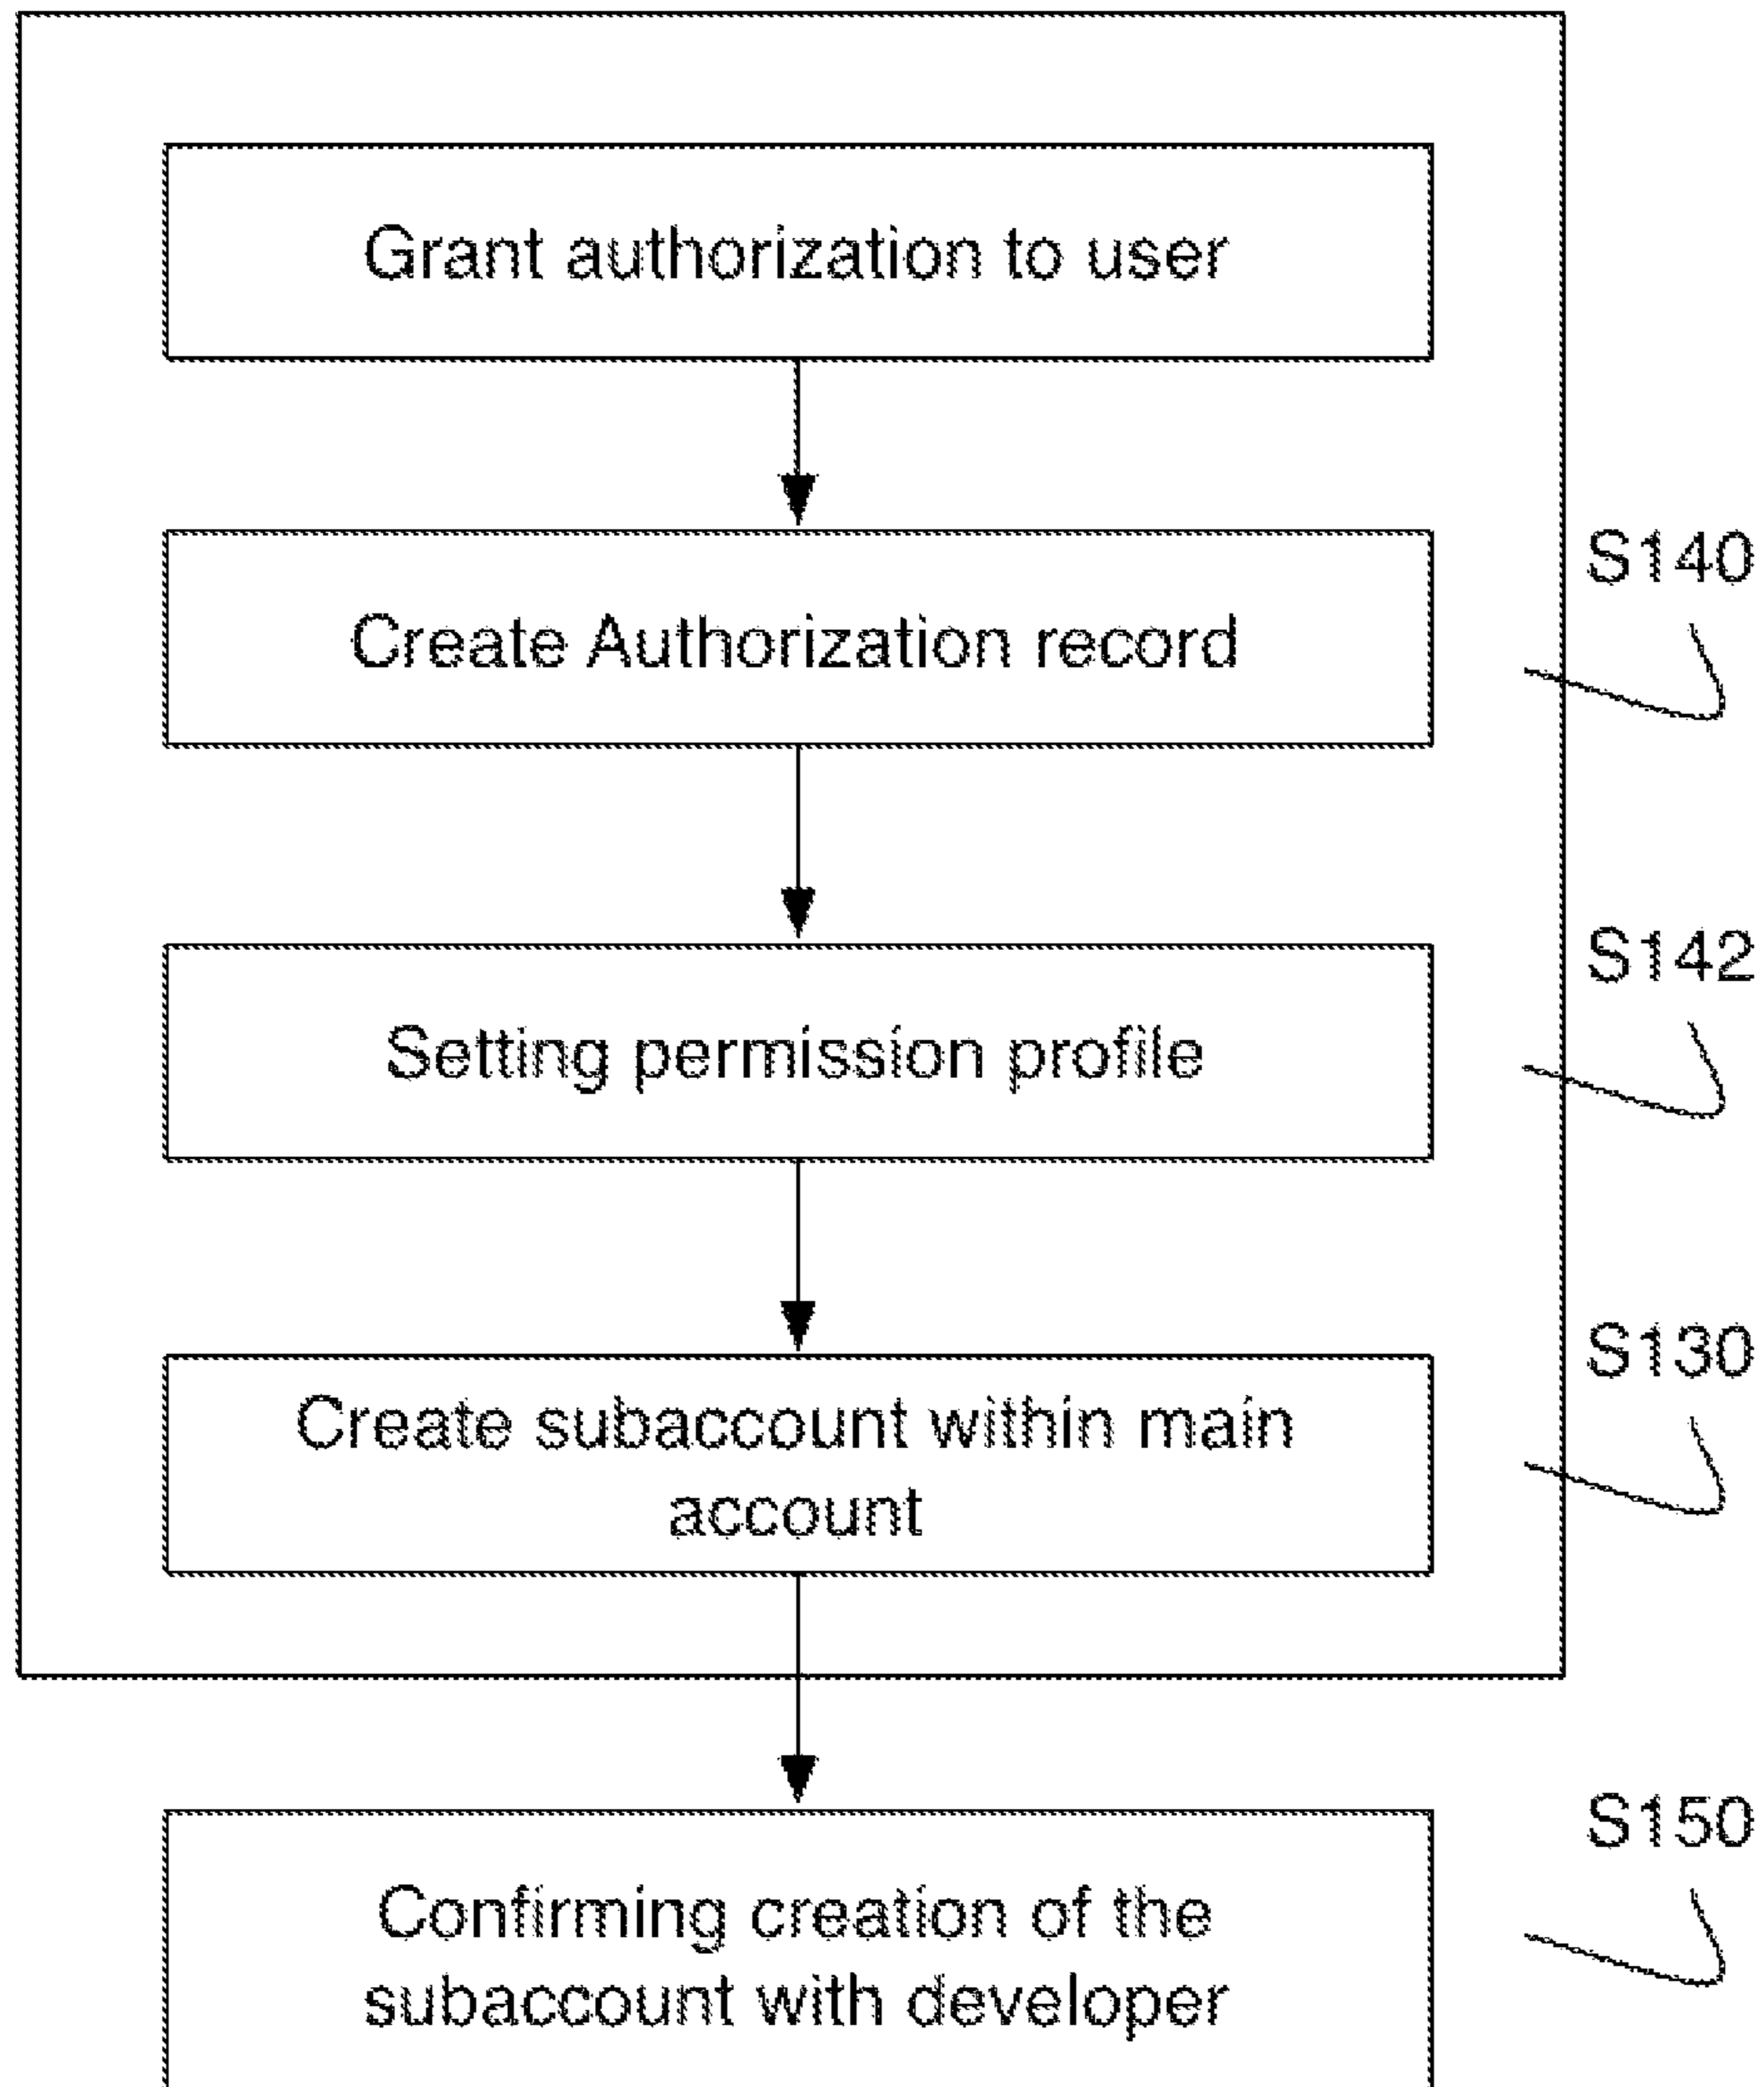 Grant authorization to user
Create Authorization record
S140
Setting permission profile
S142
Create subaccount within main
account
S130
Confirming creation of the
subaccount with developer
S150